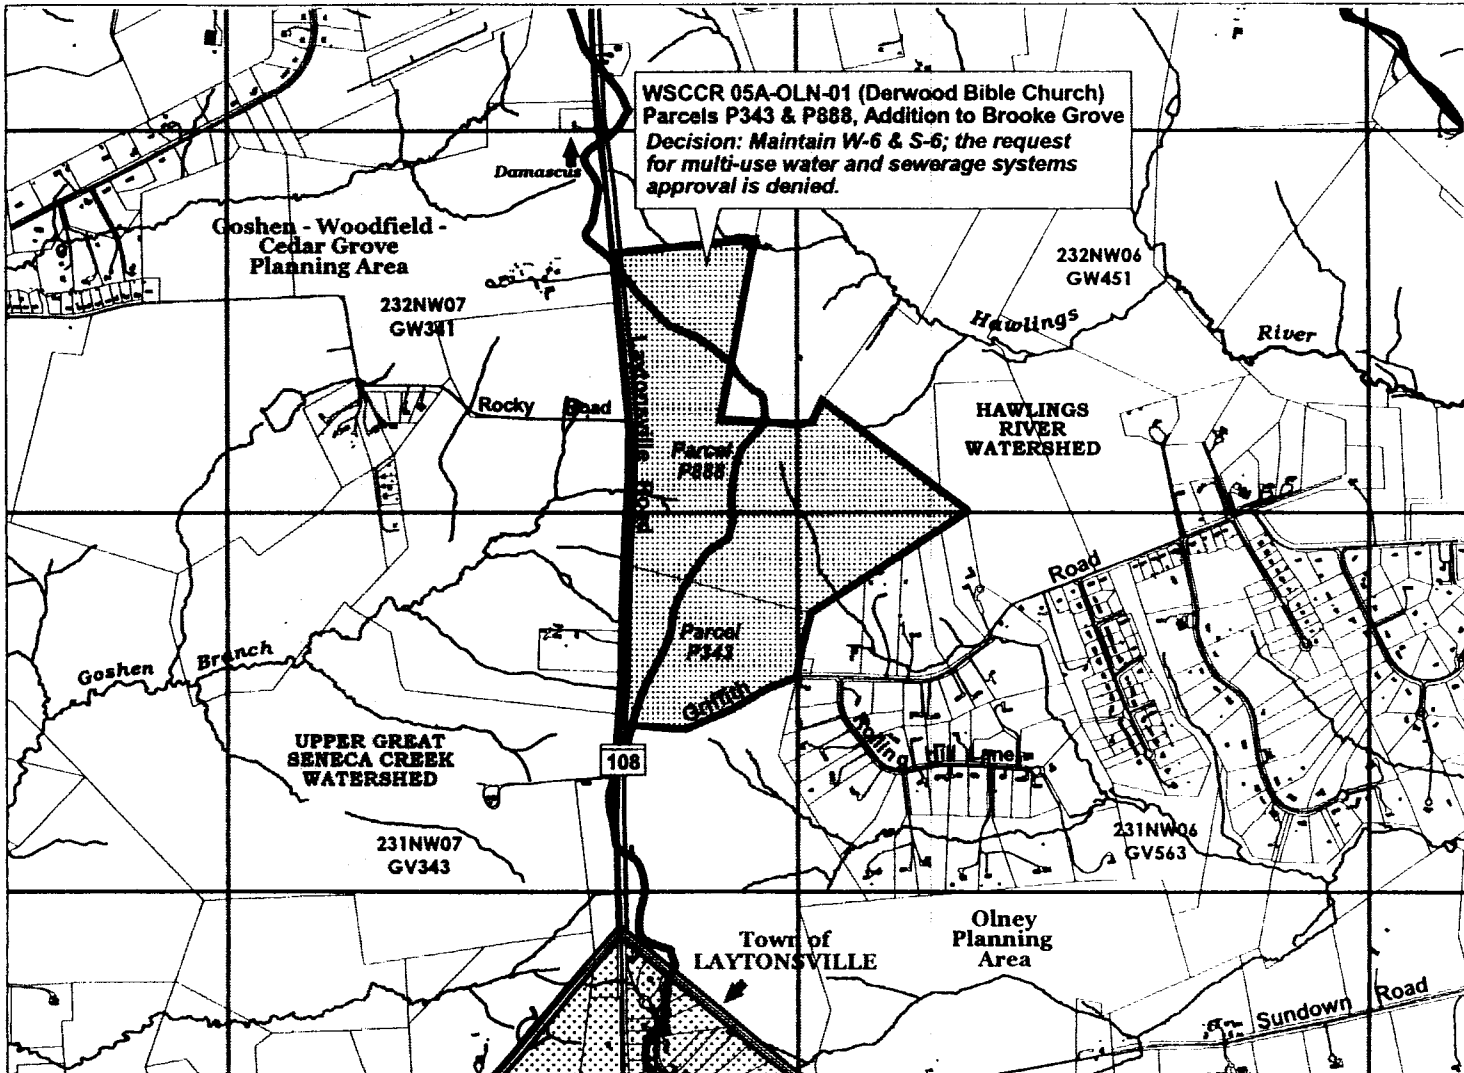 WSCCR 05A-OLN-01 (Derwood Bible Church)
Parcels P343 & P888, Addition to Brooke Grove
Decision: Maintain W-6 & S-6; the request
for multi-use water and sewerage systems
approval is denied.
Damascus
Goshen - Woodfield -
Cedar Grove
Planning Area
232NW07
GW341
232NW06
GW451
Hawlings
River
Laytonsville Road
Rocky Road
HAWLINGS
RIVER
WATERSHED
Parcel
P888
Road
Parcel
P343
Goshen Branch
Griffith
Rolling Hill Lane
UPPER GREAT
SENECA CREEK
WATERSHED
108
231NW07
GV343
231NW06
GV563
Olney
Planning
Area
Town of
LAYTONSVILLE
Sundown Road